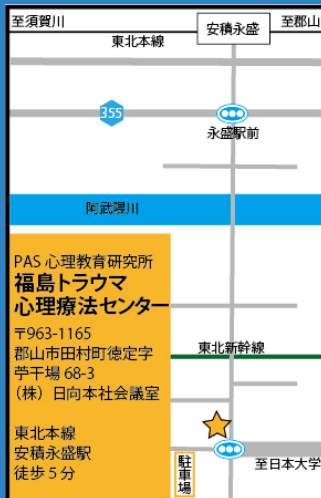 至須賀川
安積永盛
至郡山
東北本線
355
永盛駅前
阿武隈川
PAS 心理教育研究所
福島トラウマ
心理療法センター
〒963-1165
郡山市田村町徳定字
苧干場 68-3
(株)日向本社会議室
東北本線
安積永盛駅
徒歩 5 分
東北新幹線
至日本大学
駐車場